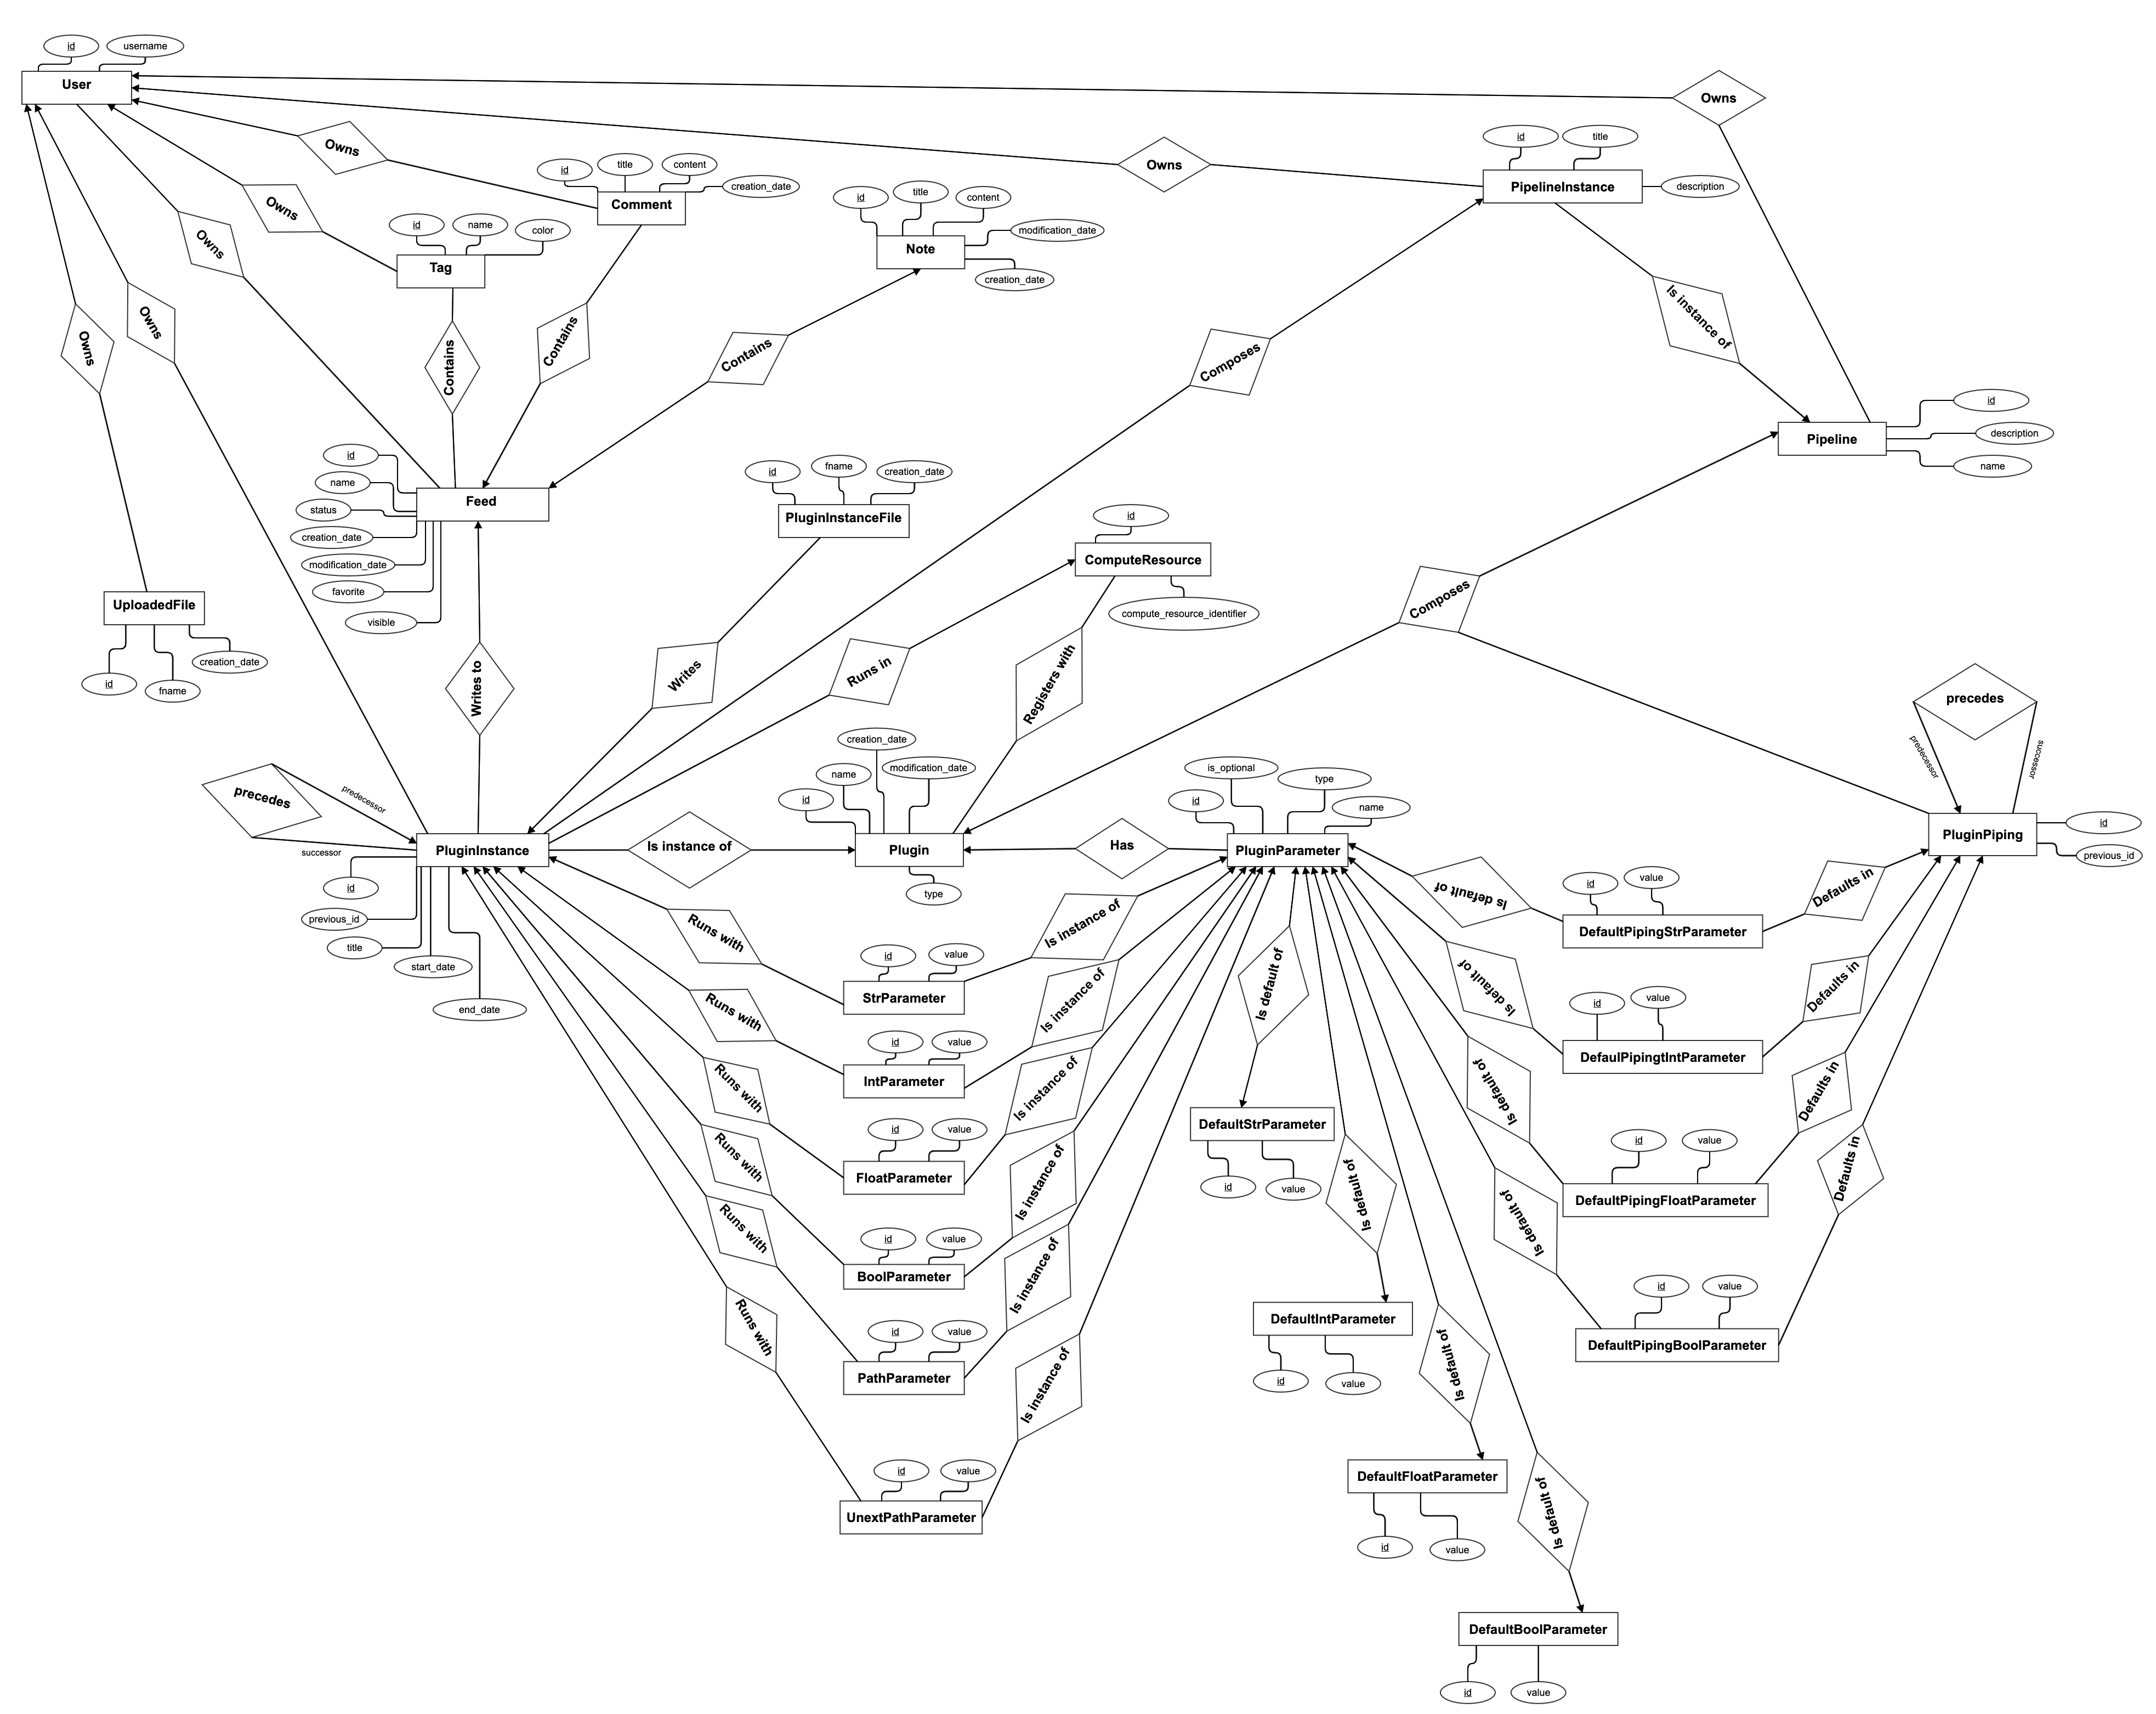 id
username
User
Owns
Owns
id
title
description
PipelineInstance
Owns
Owns
id
title
content
creation_date
Comment
id
title
content
modification_date
creation_date
Note
Owns
id
name
color
Tag
Owns
Owns
Owns
Contains
Contains
Contains
Composes
Is instance of
id
description
name
Pipeline
id
name
status
creation_date
modification_date
favorite
visible
Feed
id
fname
creation_date
PluginInstanceFile
id
ComputeResource
compute_resource_identifier
UploadedFile
id
fname
creation_date
Writes to
Writes
Runs in
Registers with
Composes
precedes
predecessor
successor
precedes
predecessor
successor
PluginInstance
id
previous_id
title
start_date
end_date
Is instance of
creation_date
name
modification_date
id
Plugin
type
Has
is_optional
type
id
name
PluginParameter
PluginPiping
id
previous_id
Runs with
id
value
StrParameter
Is instance of
Runs with
id
value
IntParameter
Is instance of
Runs with
id
value
FloatParameter
Is instance of
Runs with
id
value
BoolParameter
Is instance of
Runs with
id
value
PathParameter
Is instance of
Runs with
id
value
UnextPathParameter
Is instance of
Is default of
DefaultStrParameter
id
value
Is default of
DefaultIntParameter
id
value
Is default of
DefaultFloatParameter
id
value
Is default of
DefaultBoolParameter
id
value
Is default of
id
value
DefaultPipingStrParameter
Defaults in
Is default of
id
value
DefaulPipingtIntParameter
Defaults in
Is default of
id
value
DefaultPipingFloatParameter
Defaults in
Is default of
id
value
DefaultPipingBoolParameter
Defaults in